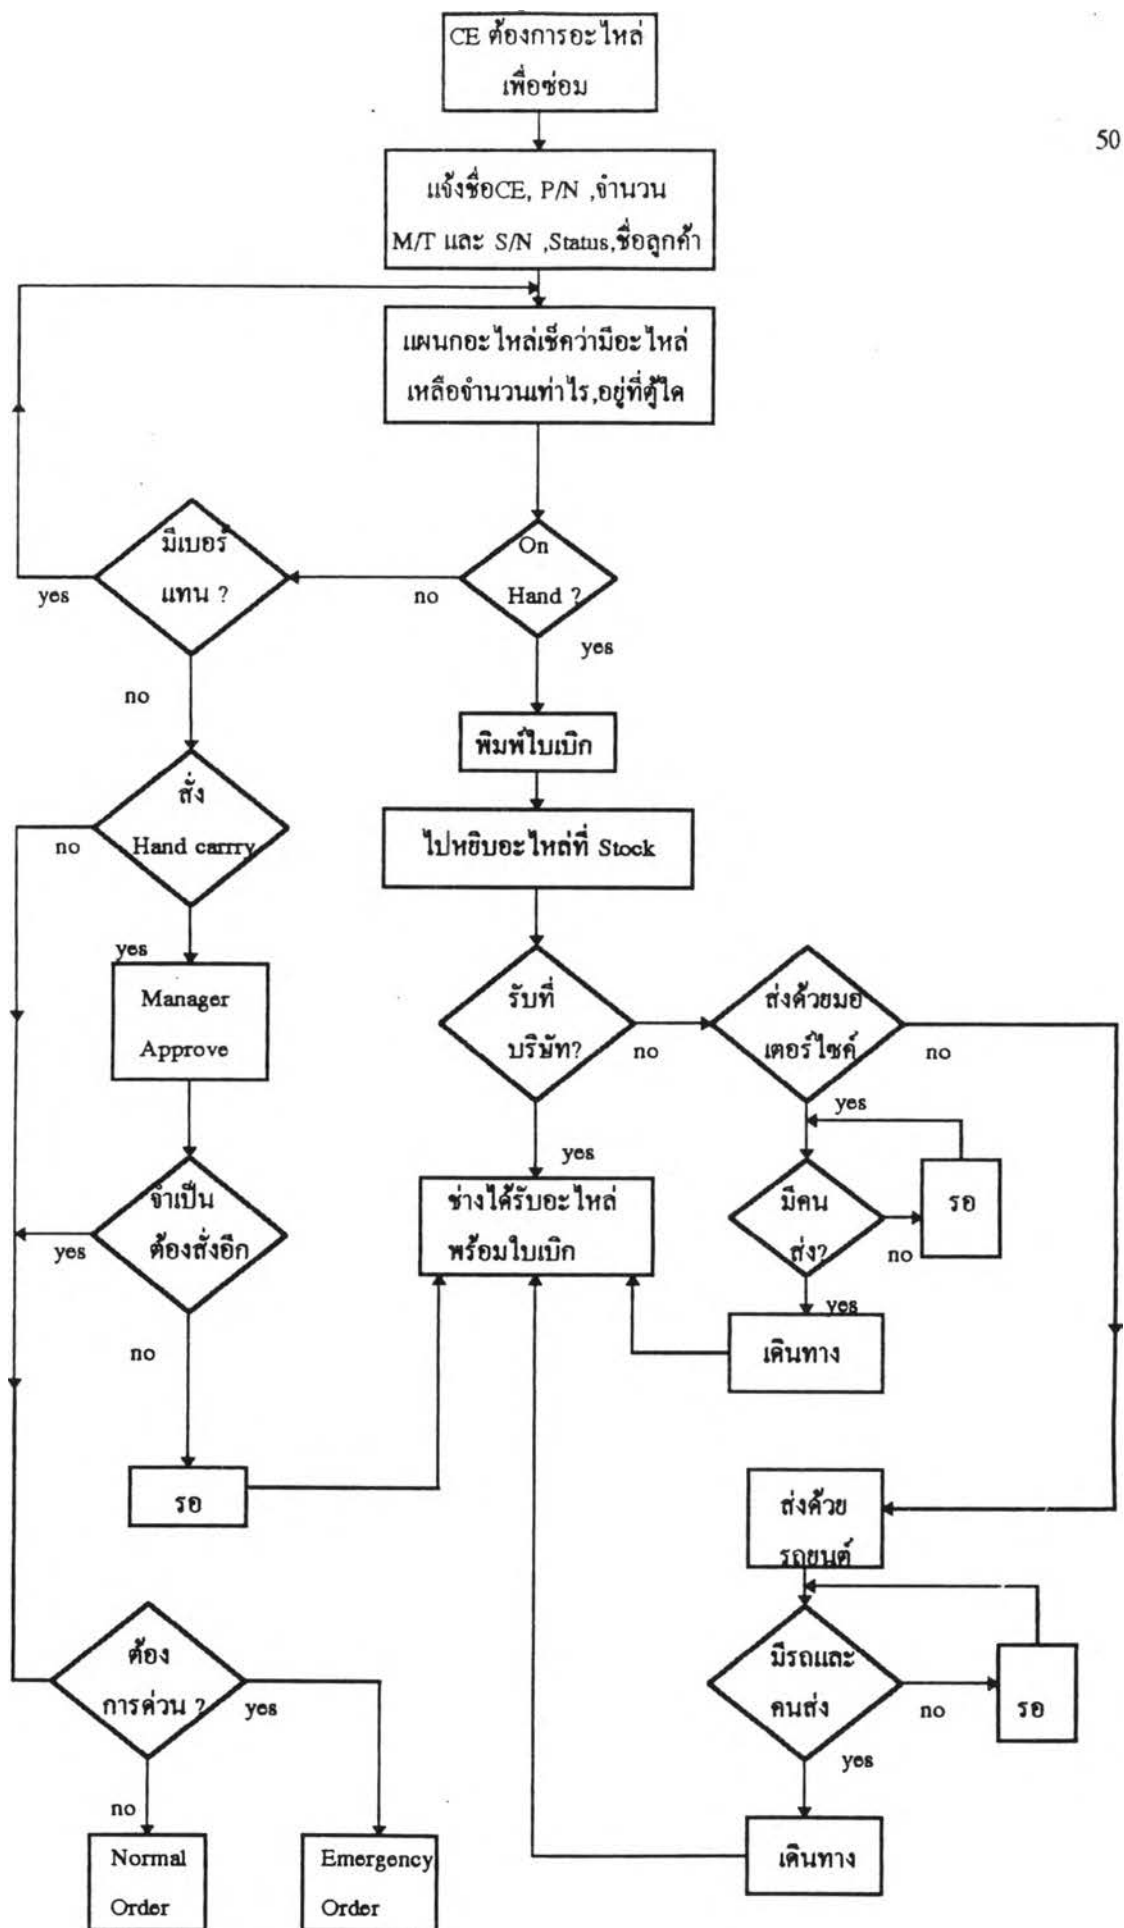 CE ต้องการอะไหล่
เพื่อซ่อม
50
แจ้งชื่อCE, P/N ,จำนวน
M/T และ S/N ,Status,ชื่อลูกค้า
แผนกอะไหล่เช็คว่ามีอะไหล่
เหลือจำนวนเท่าไร,อยู่ที่ตู้ใด
มีเบอร์
แทน ?
yes
no
On
Hand ?
no
yes
พิมพ์ใบเบิก
สั่ง
Hand carrry
no
yes
ไปหยิบอะไหล่ที่ Stock
Manager
Approve
รับที่
บริษัท?
no
yes
ส่งด้วยมอ
เตอร์ไซค์
no
yes
จำเป็น
ต้องสั่งอีก
yes
no
ช่างได้รับอะไหล่
พร้อมใบเบิก
มีคน
ส่ง?
no
yes
รอ
เดินทาง
รอ
ส่งด้วย
รถยนต์
ต้อง
การด่วน ?
yes
no
มีรถและ
คนส่ง
no
yes
รอ
Normal
Order
Emergency
Order
เดินทาง